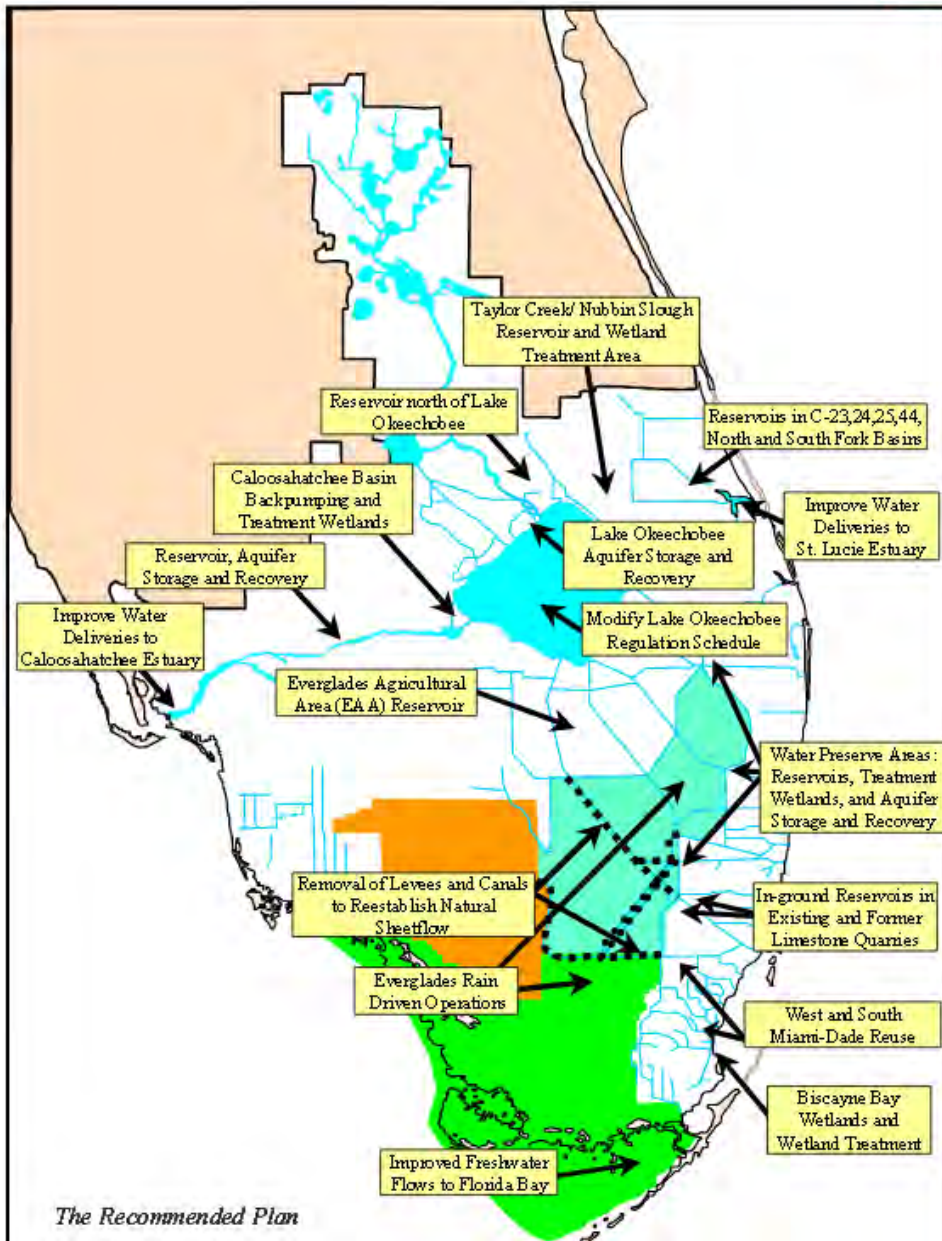 Taylor Creek/ Nubbin Slough
Reservoir and Wetland
Treatment Area
Reservoir north of Lake
Okeechobee
Reservoirs in C-23,24,25,44,
North and South Fork Basins
Caloosahatchee Basin
Backpumping and
Treatment Wetlands
Improve Water
Deliveries to
St. Lucie Estuary
Lake Okeechobee
Aquifer Storage and
Recovery
Reservoir, Aquifer
Storage and Recovery
Improve Water
Deliveries to
Caloosahatchee Estuary
Modify Lake Okeechobee
Regulation Schedule
Everglades Agricultural
Area (EAA) Reservoir
Water Preserve Areas:
Reservoirs, Treatment
Wetlands, and Aquifer
Storage and Recovery
Removal of Levees and Canals
to Reestablish Natural
Sheetflow
In-ground Reservoirs in
Existing and Former
Limestone Quarries
Everglades Rain
Driven Operations
West and South
Miami-Dade Reuse
Biscayne Bay
Wetlands and
Wetland Treatment
Improved Freshwater
Flows to Florida Bay
The Recommended Plan